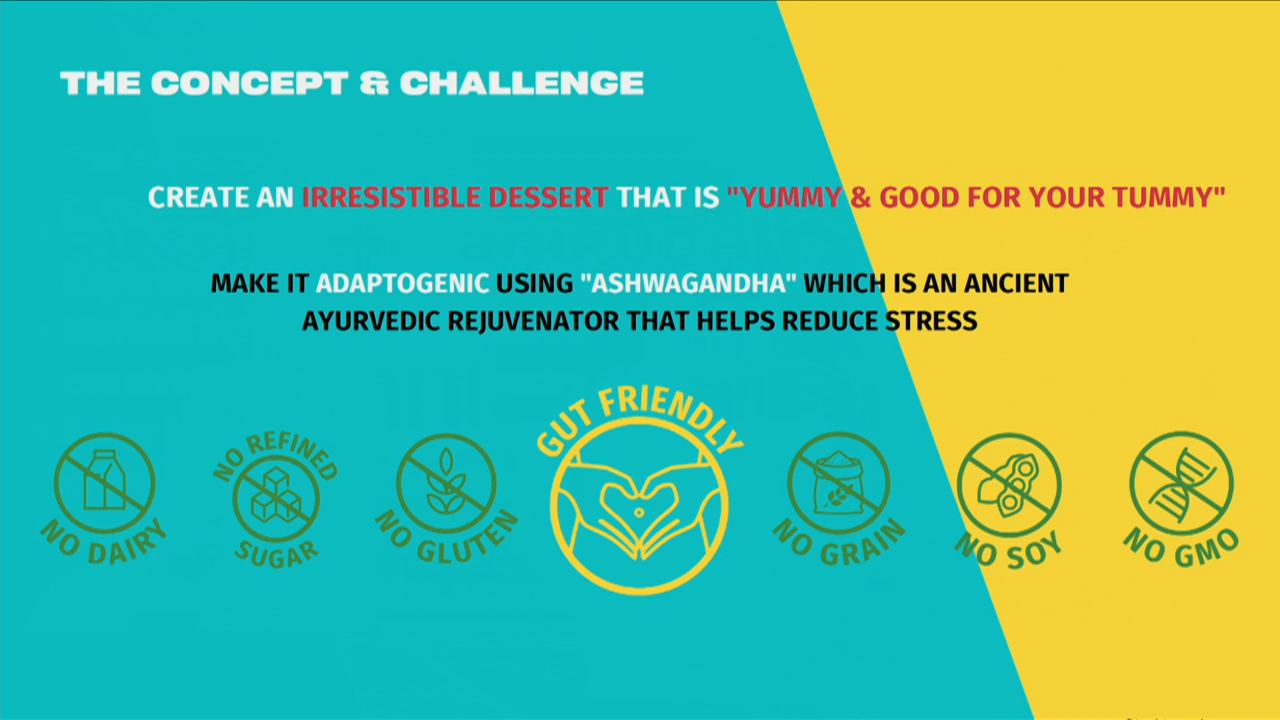 THE CONCEPT & CHALLENGE
CREATE AN IRRESISTIBLE DESSERT THAT IS "YUMMY & GOOD FOR YOUR TUMMY"
MAKE IT ADAPTOGENIC USING "ASHWAGANDHA" WHICH IS AN ANCIENT
AYURVEDIC REJUVENATOR THAT HELPS REDUCE STRESS
NO DAIRY
NO REFINED
SUGAR
NO GLUTEN
GUT FRIENDLY
NO GRAIN
NO SOY
NO GMO